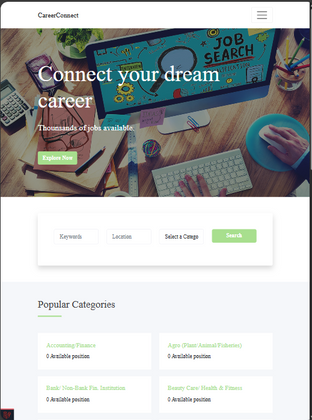 CareerConnect
JOB
SEARCH
Connect your dream
career
Thounsands of jobs available.
Explore Now
Keywords
Location
Select a Catego
Search
Popular Categories
Accounting/Finance
0 Available position
Agro (Plant/Animal/Fisheries)
0 Available position
Bank/ Non-Bank Fin. Institution
0 Available position
Beauty Care/ Health & Fitness
0 Available position